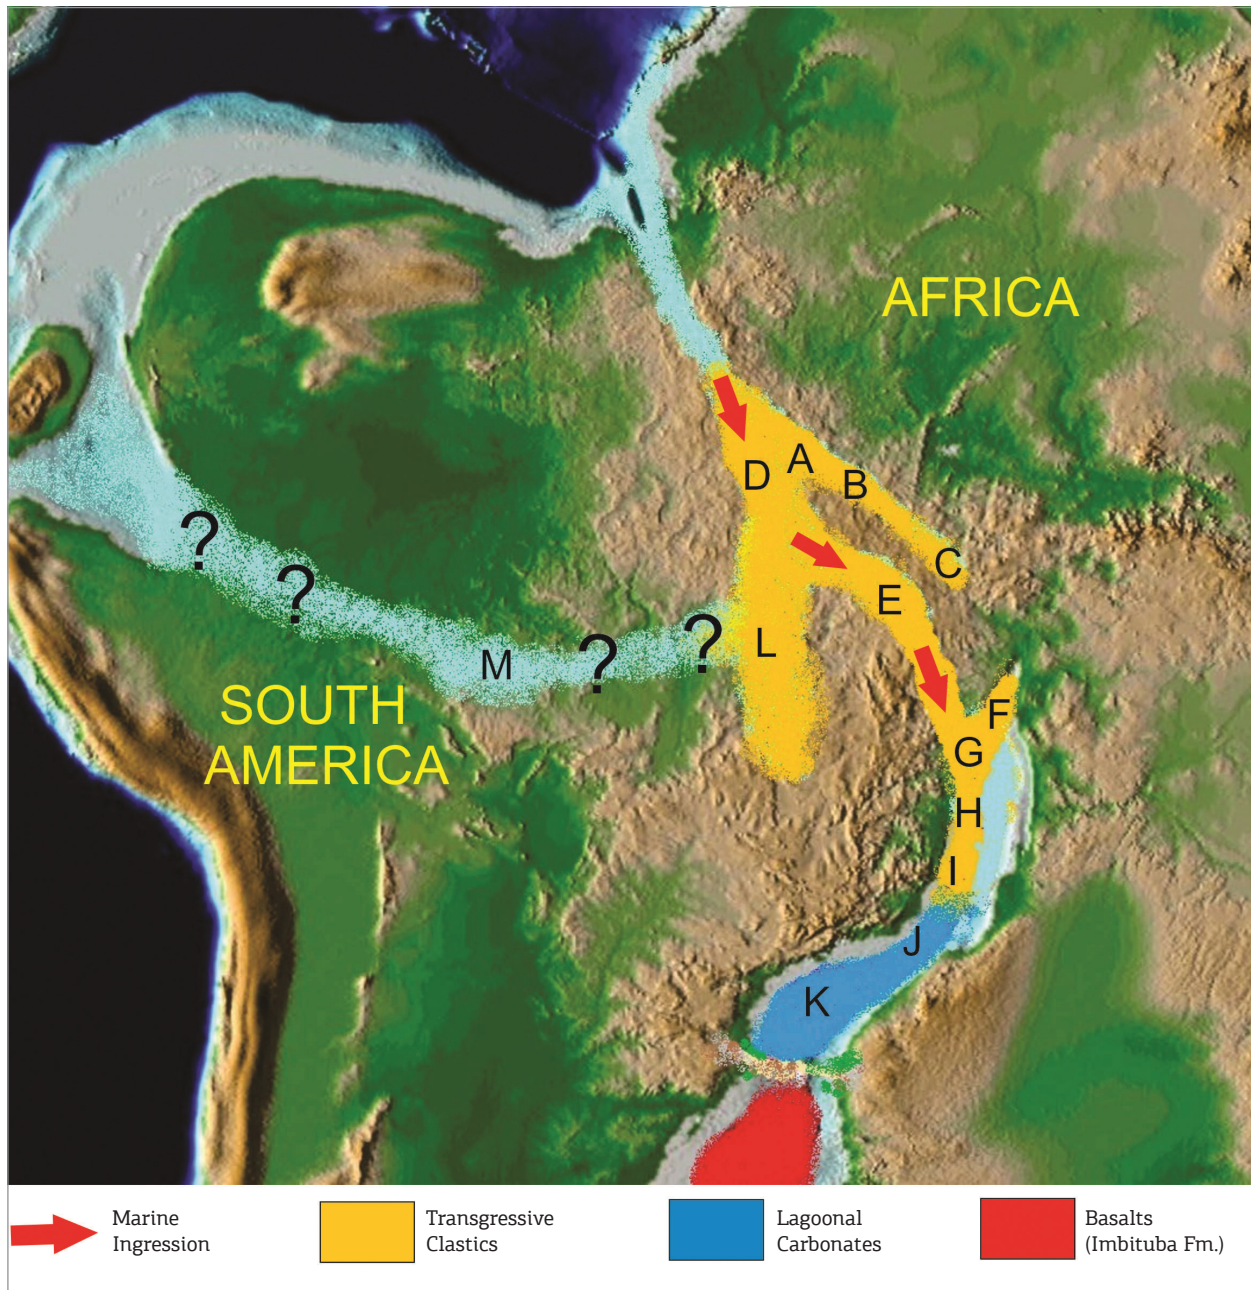 AFRICA
A
D
B
C
?
?
E
?
?
L
M
SOUTH
AMERICA
F
G
H
I
J
K
Marine
Ingression
Transgressive
Clastics
Lagoonal
Carbonates
Basalts
(Imbituba Fm.)